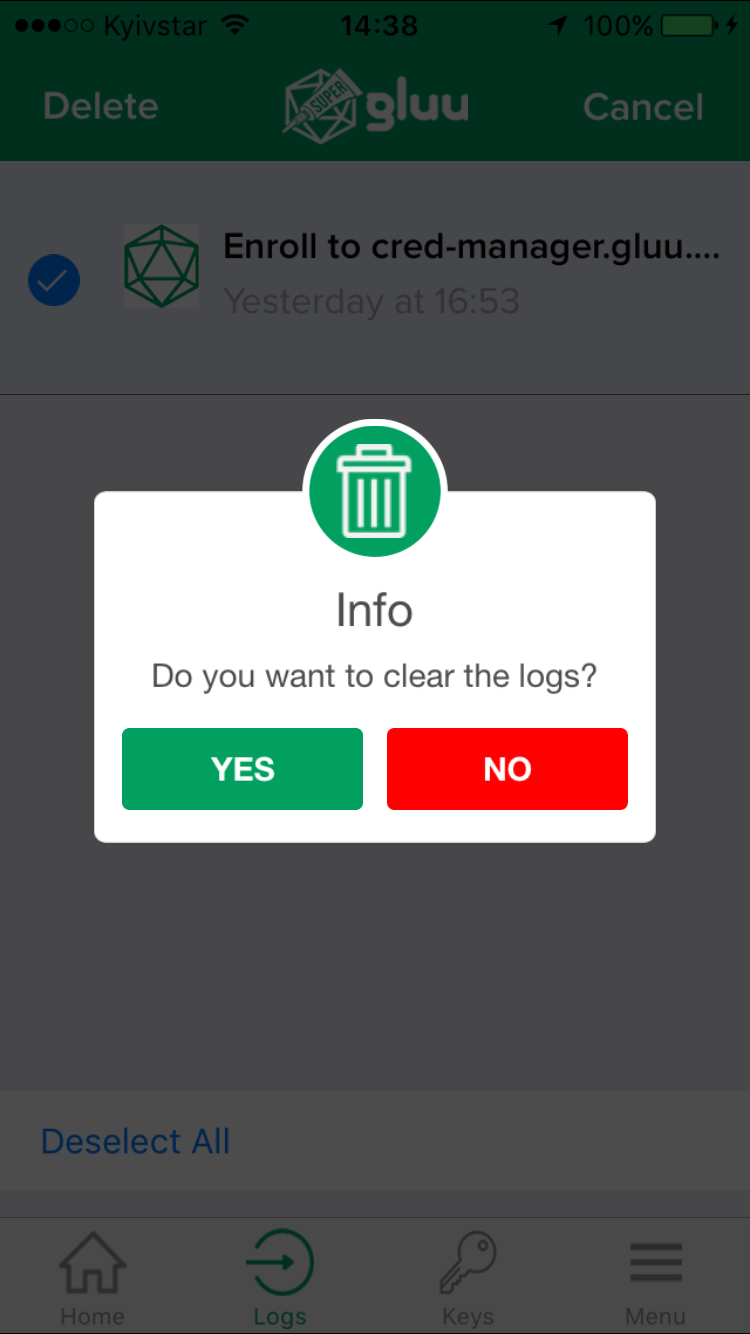 Kyivstar 14:38 100%
Delete SUPER gluu Cancel
Enroll to cred-manager.gluu....
Yesterday at 16:53
Info
Do you want to clear the logs?
YES NO
Deselect All
Home Logs Keys Menu